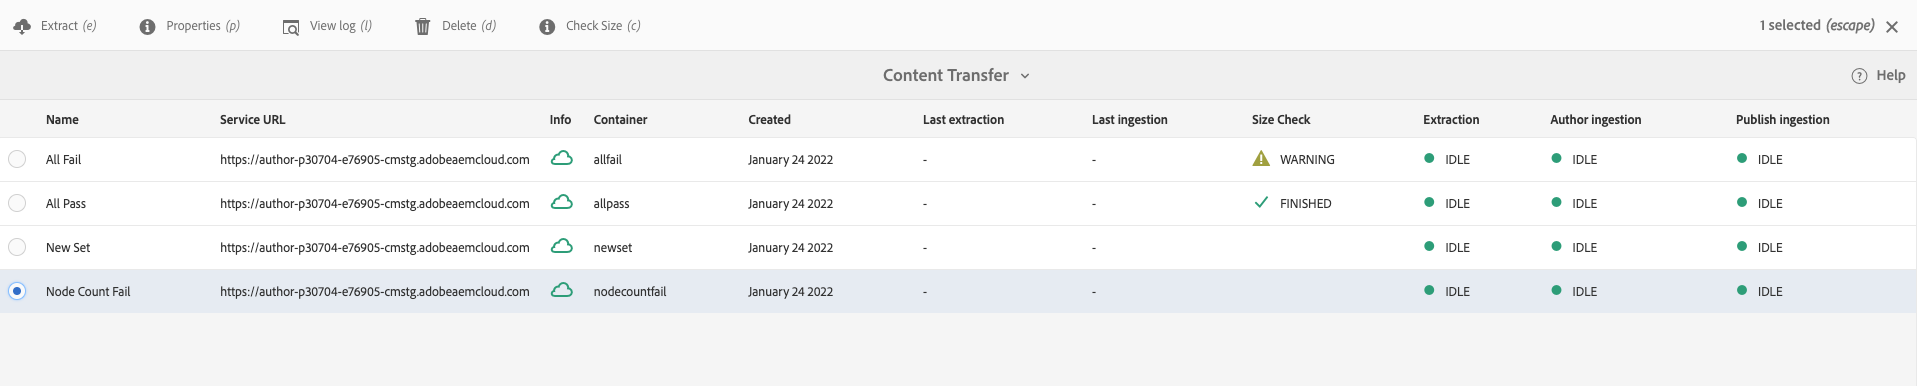 Extract (e) Properties (p) View log (l) Delete (d) Check Size (c) 1 selected (escape)
Content Transfer Help
Name Service URL Info Container Created Last extraction Last ingestion Size Check Extraction Author ingestion Publish ingestion
All Fail https://author-p30704-e76905-cmstg.adobeaemcloud.com allfail January 24 2022 - - WARNING IDLE IDLE IDLE
All Pass https://author-p30704-e76905-cmstg.adobeaemcloud.com allpass January 24 2022 - - FINISHED IDLE IDLE IDLE
New Set https://author-p30704-e76905-cmstg.adobeaemcloud.com newset January 24 2022 - - IDLE IDLE IDLE
Node Count Fail https://author-p30704-e76905-cmstg.adobeaemcloud.com nodecountfail January 24 2022 - - IDLE IDLE IDLE